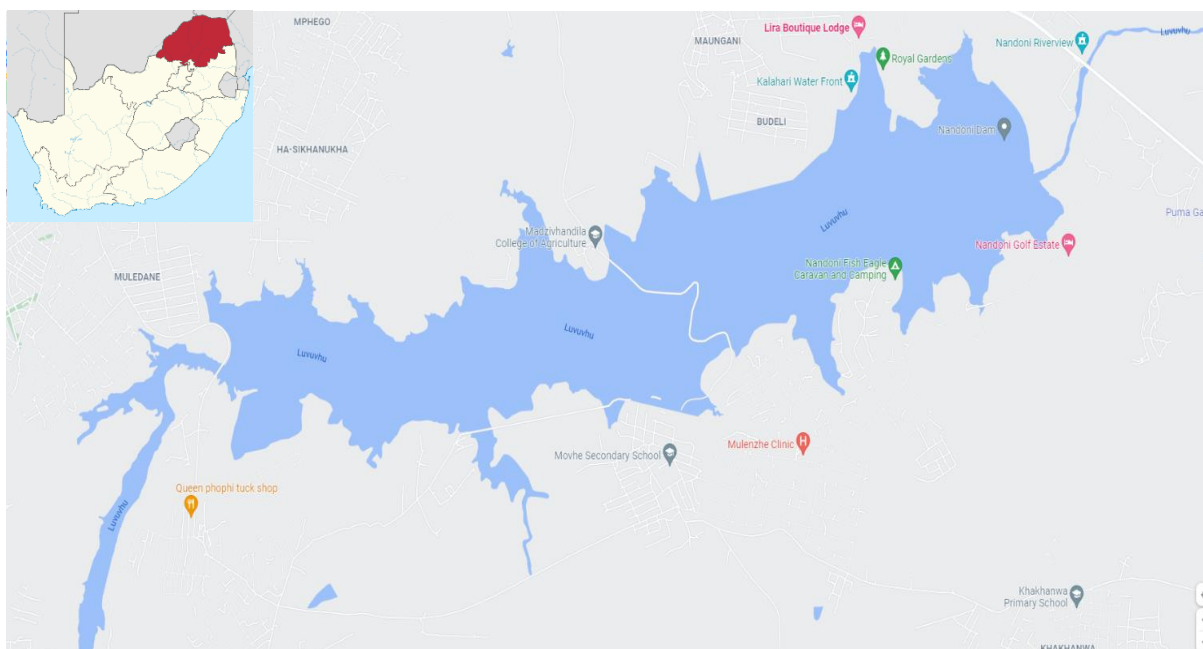 MPHEGO
Lira Boutique Lodge
Luvuvhu
MAUNGANI
Nandoni Riverview
Royal Gardens
Kalahari Water Front
BUDELI
Nandoni Dam
HA-SIKHANUKHA
Luvuvhu
Puma Ga
Madzivhandila
College of Agriculture
Nandoni Golf Estate
Nandoni Fish Eagle
Caravan and Camping
MULEDANE
Luvuvhu
Luvuvhu
Mulenzhe Clinic
Movhe Secondary School
Queen phophi tuck shop
Luvuvhu
Khakhanwa
Primary School
KHAKHANWA